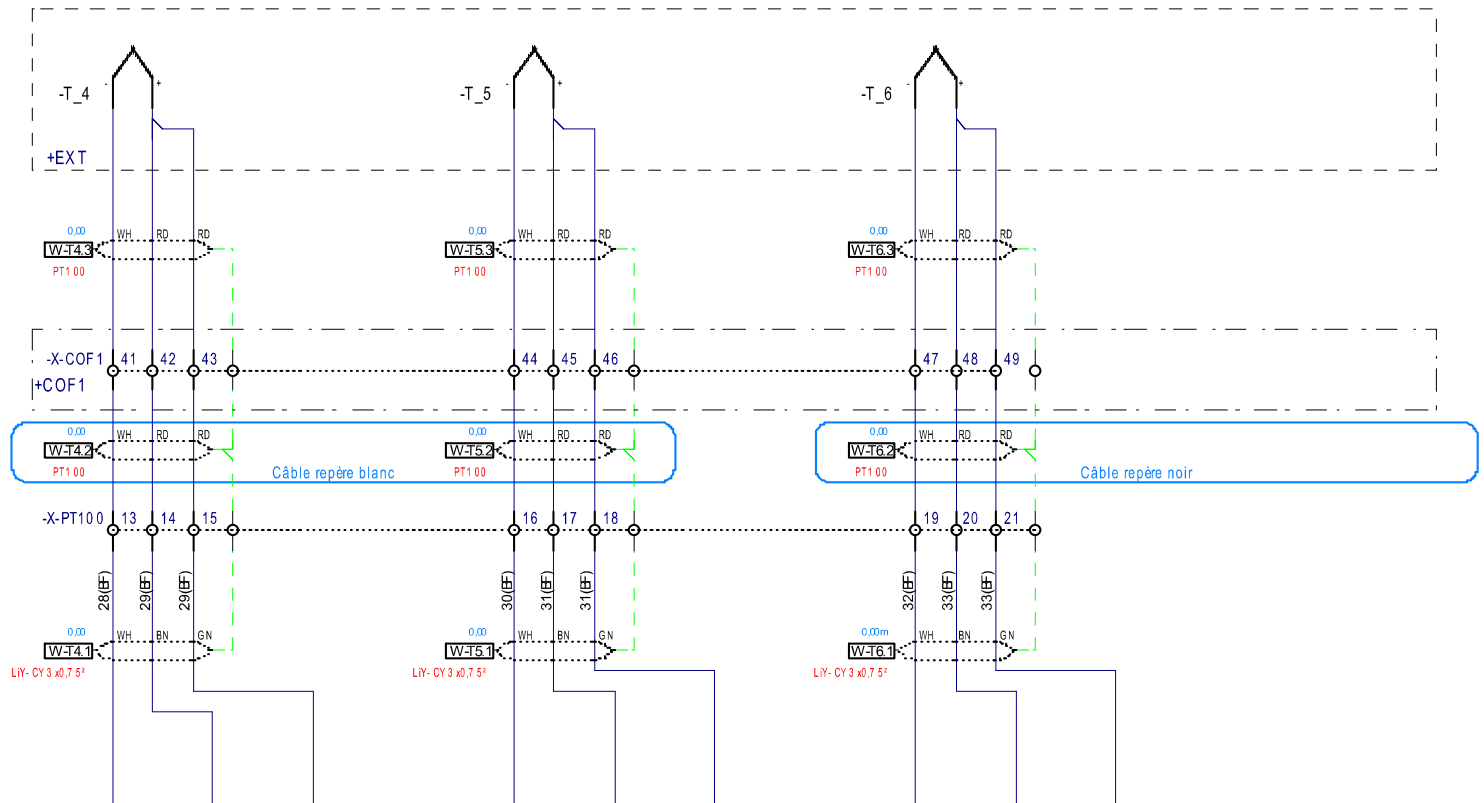 -T_4 - +
-T_5 - +
-T_6 - +
+EXT
0,00 WH RD RD
W-T4.3
PT100
0,00 WH RD RD
W-T5.3
PT100
0,00 WH RD RD
W-T6.3
PT100
-X-COF1 41 42 43 44 45 46 47 48 49
+COF1
0,00 WH RD RD
W-T4.2
PT100
Câble repère blanc
0,00 WH RD RD
W-T5.2
PT100
0,00 WH RD RD
W-T6.2
PT100
Câble repère noir
-X-PT100 13 14 15 16 17 18 19 20 21
28(BF) 29(BF) 29(BF) 30(BF) 31(BF) 31(BF) 32(BF) 33(BF) 33(BF)
0,00 WH BN GN
W-T4.1
LiY-CY 3x0,75²
0,00 WH BN GN
W-T5.1
LiY-CY 3x0,75²
0,00m WH BN GN
W-T6.1
LiY-CY 3x0,75²